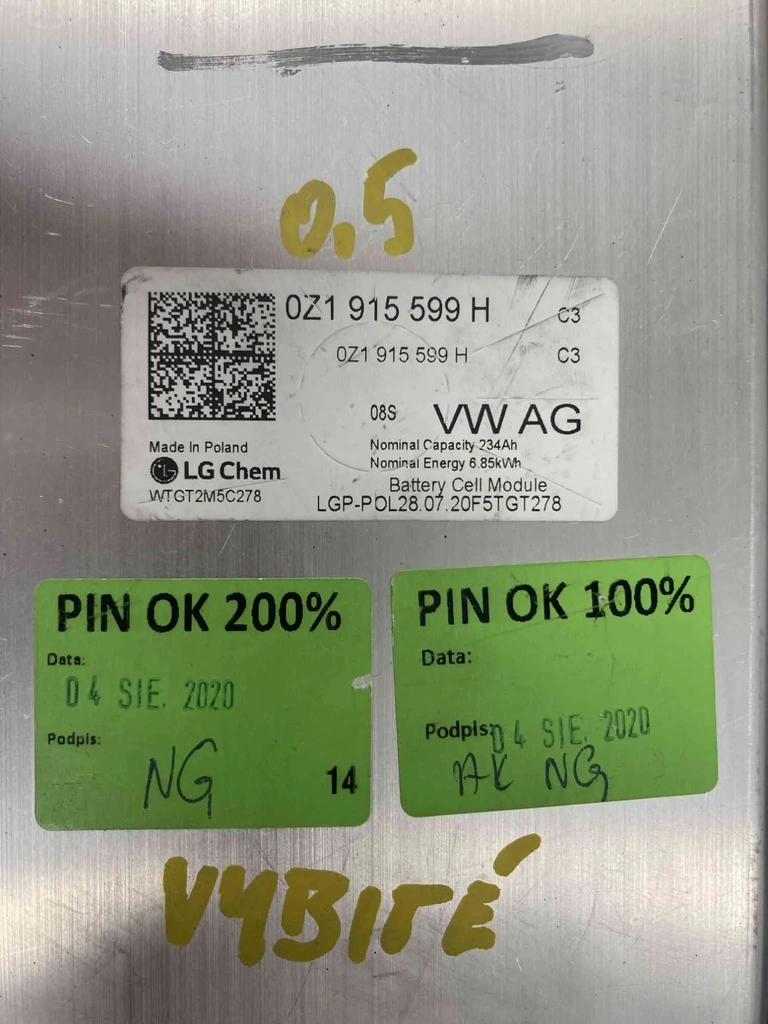 0.5
0Z1 915 599 H C3
0Z1 915 599 H C3
08S VW AG
Made In Poland
Nominal Capacity 234Ah
Nominal Energy 6.85kWh
LG Chem
Battery Cell Module
WTGT2M5C278
LGP-POL28.07.20F5TGT278
PIN OK 200%
Data:
04 SIE. 2020
Podpis:
NG
14
PIN OK 100%
Data:
Podpis:
04 SIE. 2020
AK NG
VYBITÉ